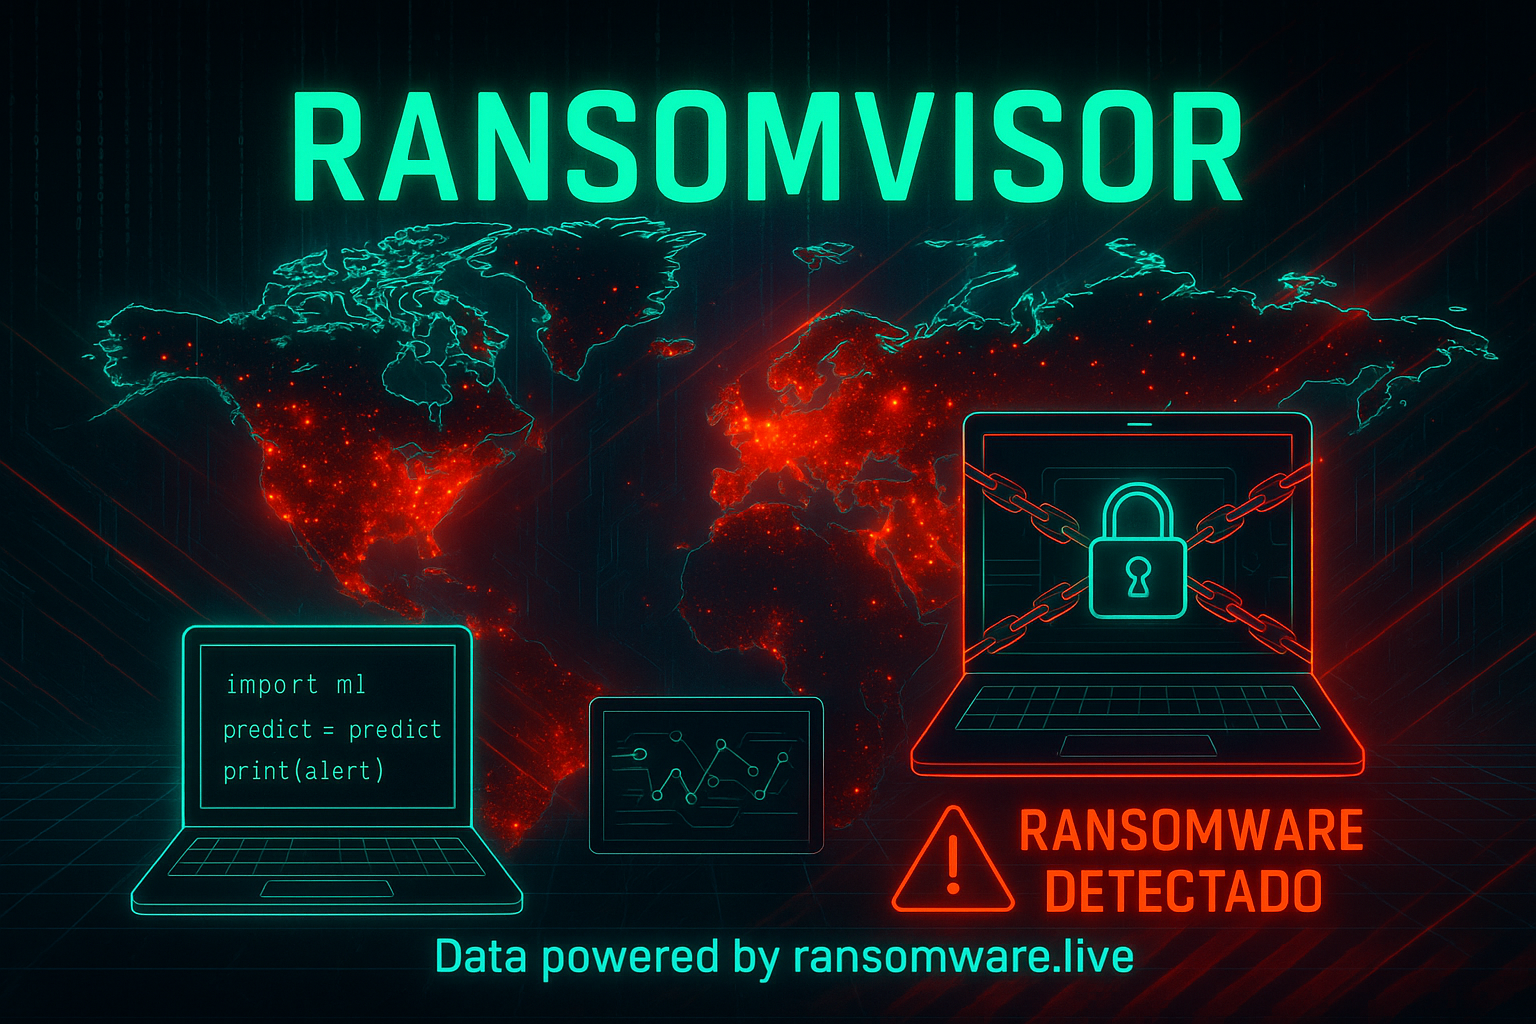 RANSOMVISOR
import ml
predict = predict
print(alert)
RANSOMWARE
DETECTADO
Data powered by ransomware.live